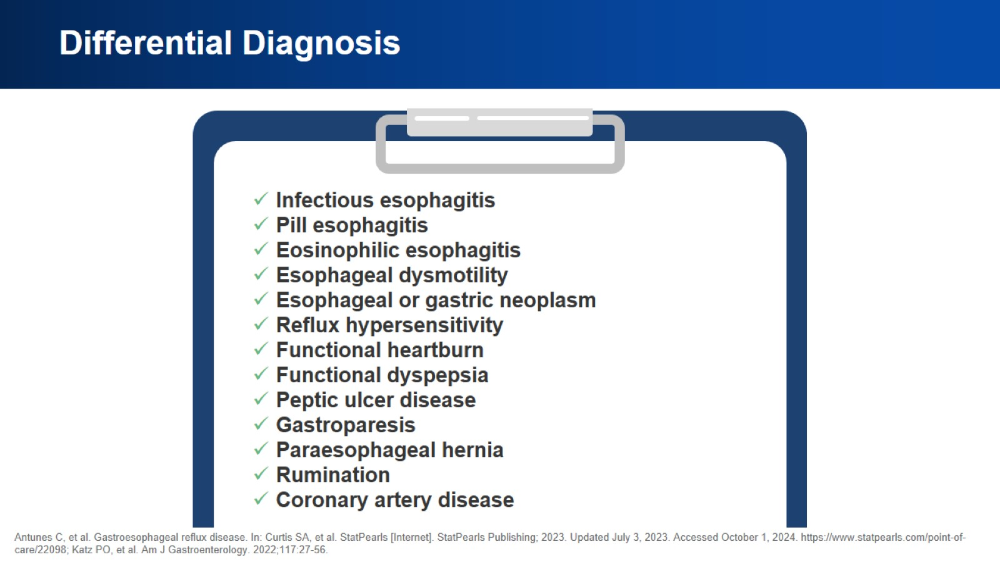 Differential Diagnosis
Infectious esophagitis
Pill esophagitis
Eosinophilic esophagitis
Esophageal dysmotility
Esophageal or gastric neoplasm
Reflux hypersensitivity
Functional heartburn
Functional dyspepsia
Peptic ulcer disease
Gastroparesis
Paraesophageal hernia
Rumination
Coronary artery disease
Antunes C, et al. Gastroesophageal reflux disease. In: Curtis SA, et al. StatPearls [Internet]. StatPearls Publishing; 2023. Updated July 3, 2023. Accessed October 1, 2024. https://www.statpearls.com/point-of-
care/22098; Katz PO, et al. Am J Gastroenterology. 2022;117:27-56.